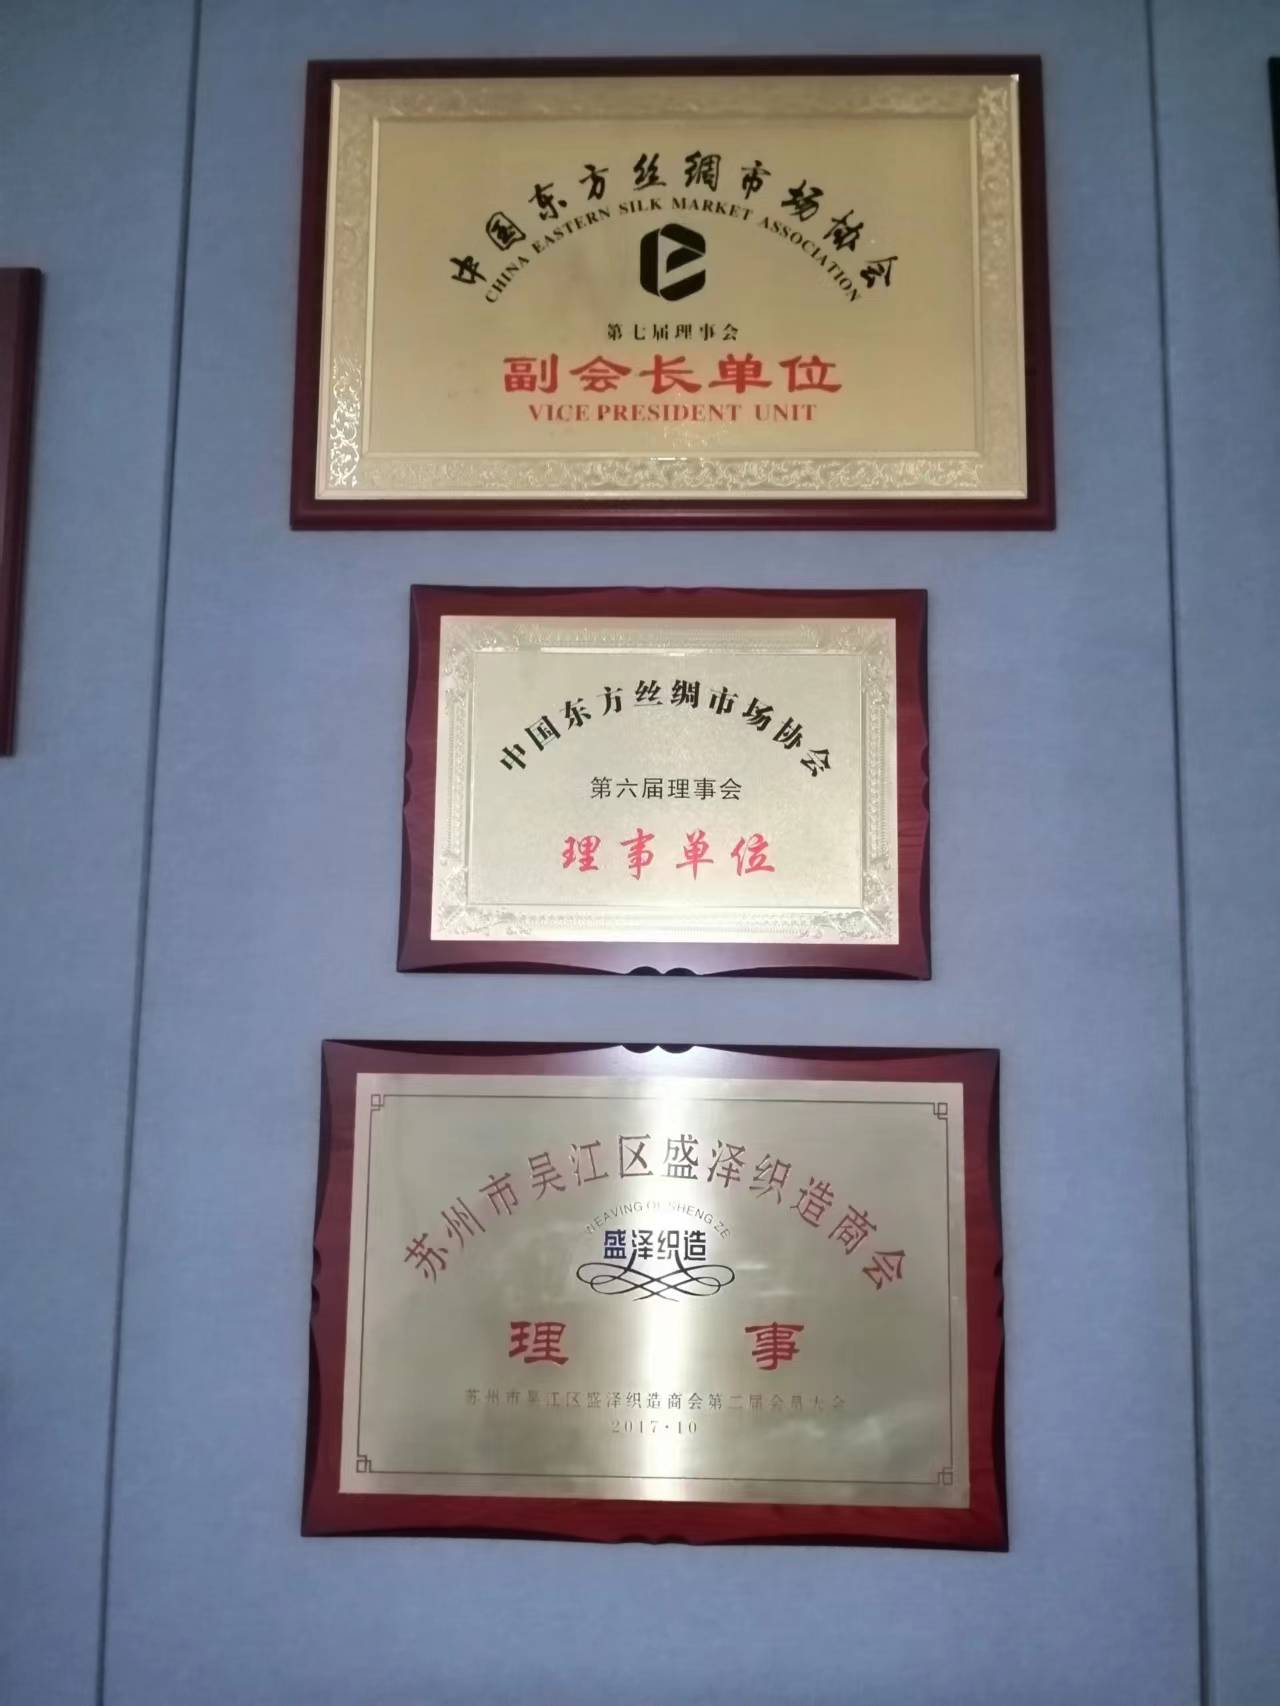 中国东方丝绸市场协会
CHINA EASTERN SILK MARKET ASSOCIATION
第七届理事会
副会长单位
VICE PRESIDENT UNIT
中国东方丝绸市场协会
第六届理事会
理事单位
苏州市吴江区盛泽织造商会
WEAVING OF SHENG ZE
盛泽织造
理 事
苏州市吴江区盛泽织造商会第二届会员大会
2017·10